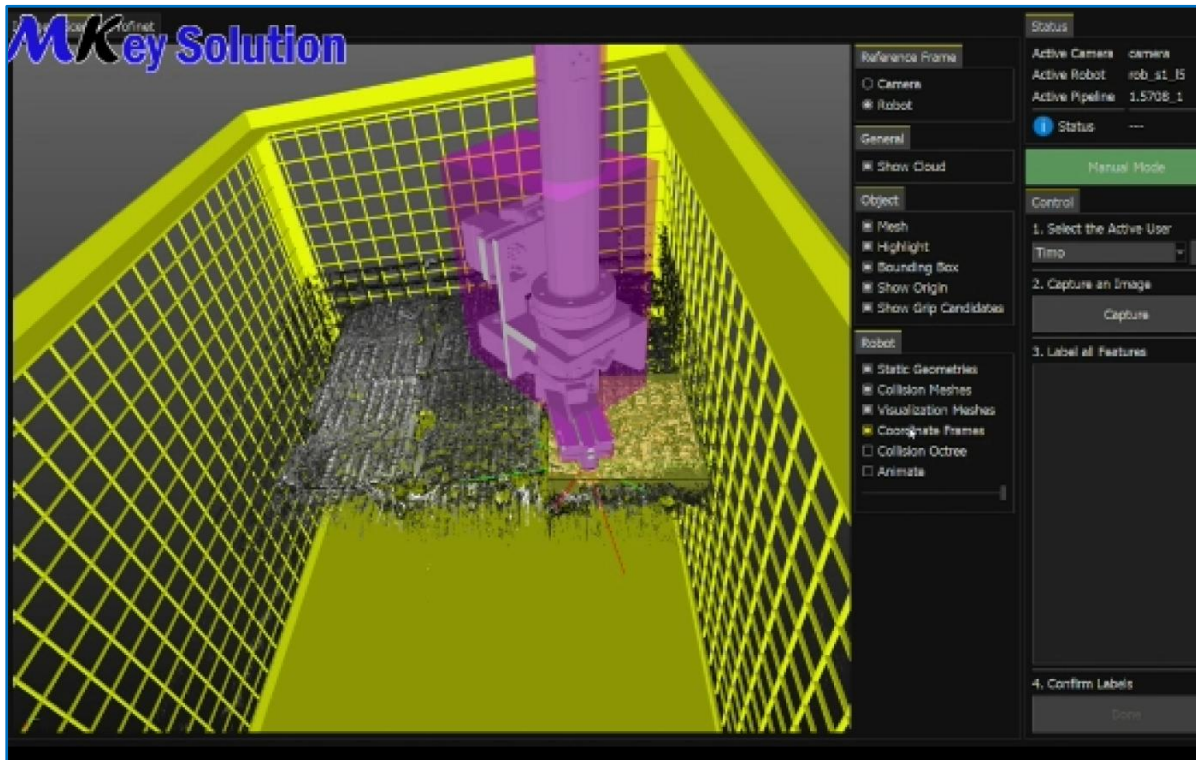 MKey Solution
Reference Frame
Camera
Robot
General
Show Cloud
Object
Mesh
Highlight
Bounding Box
Show Origin
Show Grip Candidates
Robot
Static Geometries
Collision Meshes
Visualization Meshes
Coordinate Frames
Collision Octree
Animate
Status
Active Camera camera
Active Robot rob_s1_l5
Active Pipeline 1.5708_1
Status ---
Manual Mode
Control
1. Select the Active User
Timo
2. Capture an Image
Capture
3. Label all Features
4. Confirm Labels
Done